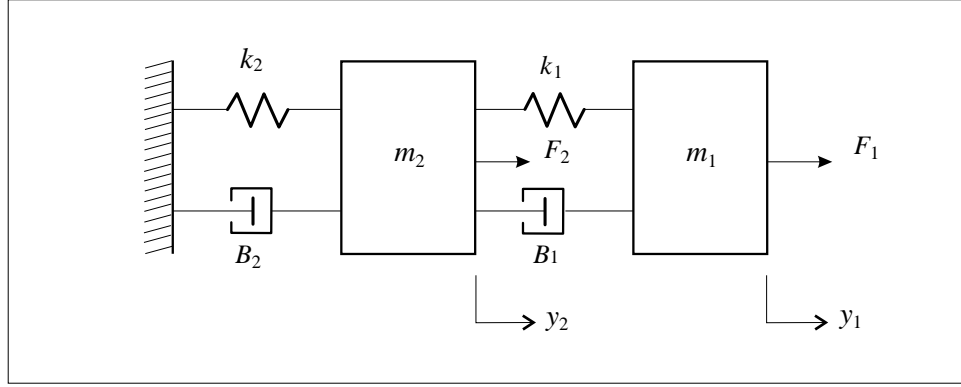 k₂ k₁
m₂ F₂ m₁ F₁
B₂ B1
y₂ y₁